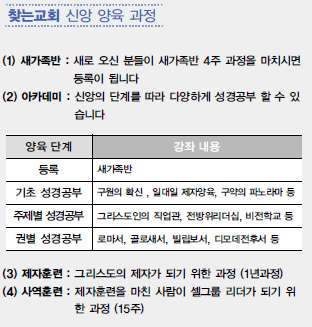 찾는교회 신앙 양육 과정
(1) 새가족반 : 새로 오신 분들이 새가족반 4주 과정을 마치시면
등록이 됩니다
(2) 아카데미 : 신앙의 단계를 따라 다양하게 성경공부 할 수 있
습니다
양육 단계 강좌 내용
등록 새가족반
기초 성경공부 구원의 확신 , 일대일 제자양육, 구약의 파노라마 등
주제별 성경공부 그리스도인의 직업관, 전방위리더십, 비전학교 등
권별 성경공부 로마서, 골로새서, 빌립보서, 디모데전후서 등
(3) 제자훈련 : 그리스도의 제자가 되기 위한 과정 (1년과정)
(4) 사역훈련 : 제자훈련을 마친 사람이 셀그룹 리더가 되기 위
한 과정 (15주)